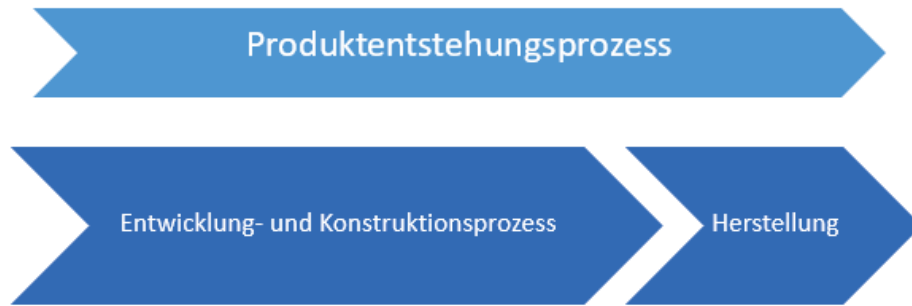 Produktentstehungsprozess
Entwicklung- und Konstruktionsprozess
Herstellung